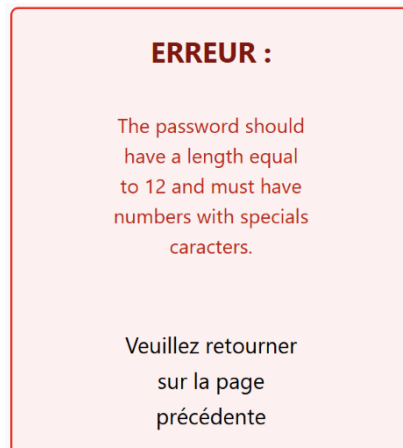 ERREUR :
The password should
have a length equal
to 12 and must have
numbers with specials
caracters.
Veuillez retourner
sur la page
précédente